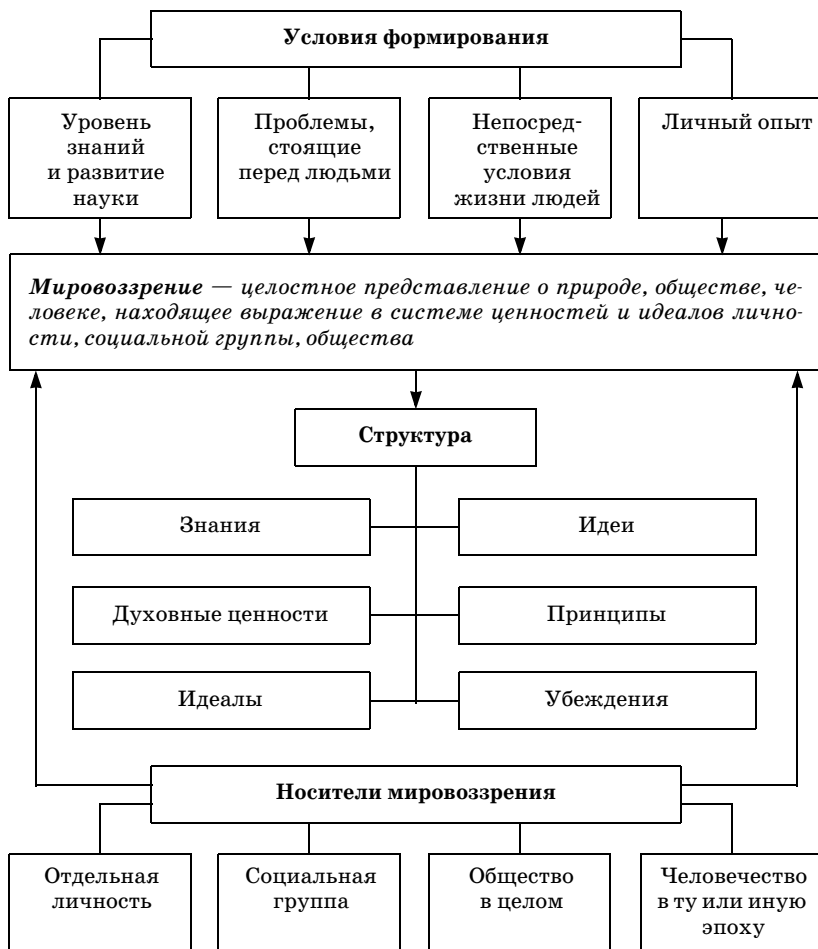 Условия формирования
Уровень
знаний
и развитие
науки
Проблемы,
стоящие
перед людьми
Непосред-
ственные
условия
жизни людей
Личный опыт
Мировоззрение — целостное представление о природе, обществе, че-
ловеке, находящее выражение в системе ценностей и идеалов лично-
сти, социальной группы, общества
Структура
Знания
Идеи
Духовные ценности
Принципы
Идеалы
Убеждения
Носители мировоззрения
Отдельная
личность
Социальная
группа
Общество
в целом
Человечество
в ту или иную
эпоху